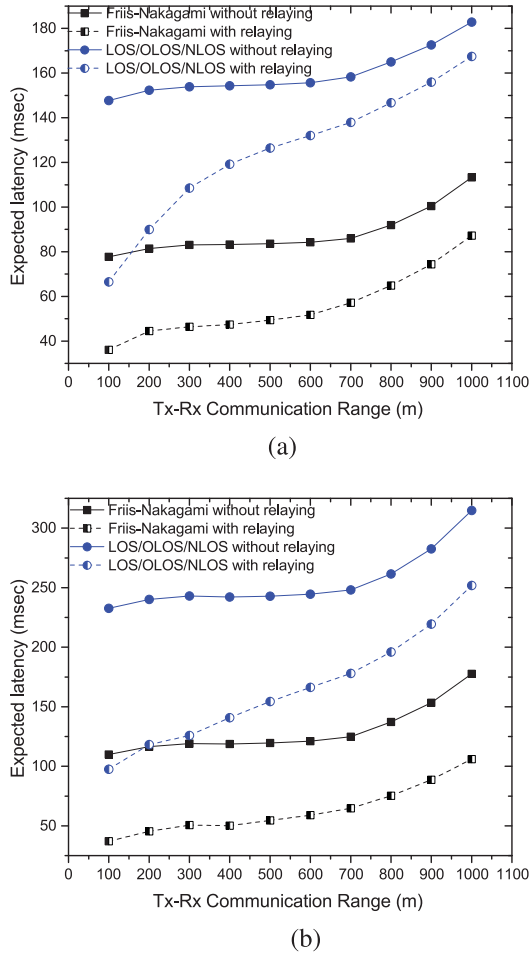 (a)
Friis-Nakagami without relaying
Friis-Nakagami with relaying
LOS/OLOS/NLOS without relaying
LOS/OLOS/NLOS with relaying
Expected latency (msec)
180
160
140
120
100
80
60
40
0 100 200 300 400 500 600 700 800 900 1000 1100
Tx-Rx Communication Range (m)
(a)
Friis-Nakagami without relaying
Friis-Nakagami with relaying
LOS/OLOS/NLOS without relaying
LOS/OLOS/NLOS with relaying
Expected latency (msec)
300
250
200
150
100
50
0 100 200 300 400 500 600 700 800 900 1000 1100
Tx-Rx Communication Range (m)
(b)